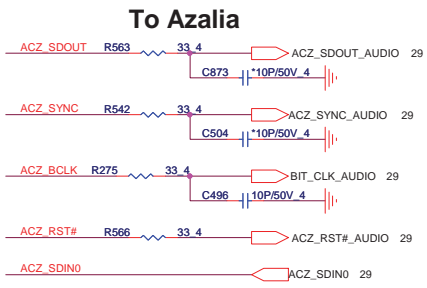 To Azalia
ACZ_SDOUT R563 33_4 ACZ_SDOUT_AUDIO 29
C873 *10P/50V_4
ACZ_SYNC R542 33_4 ACZ_SYNC_AUDIO 29
C504 *10P/50V_4
ACZ_BCLK R275 33_4 BIT_CLK_AUDIO 29
C496 10P/50V_4
ACZ_RST# R566 33_4 ACZ_RST#_AUDIO 29
ACZ_SDIN0 ACZ_SDIN0 29